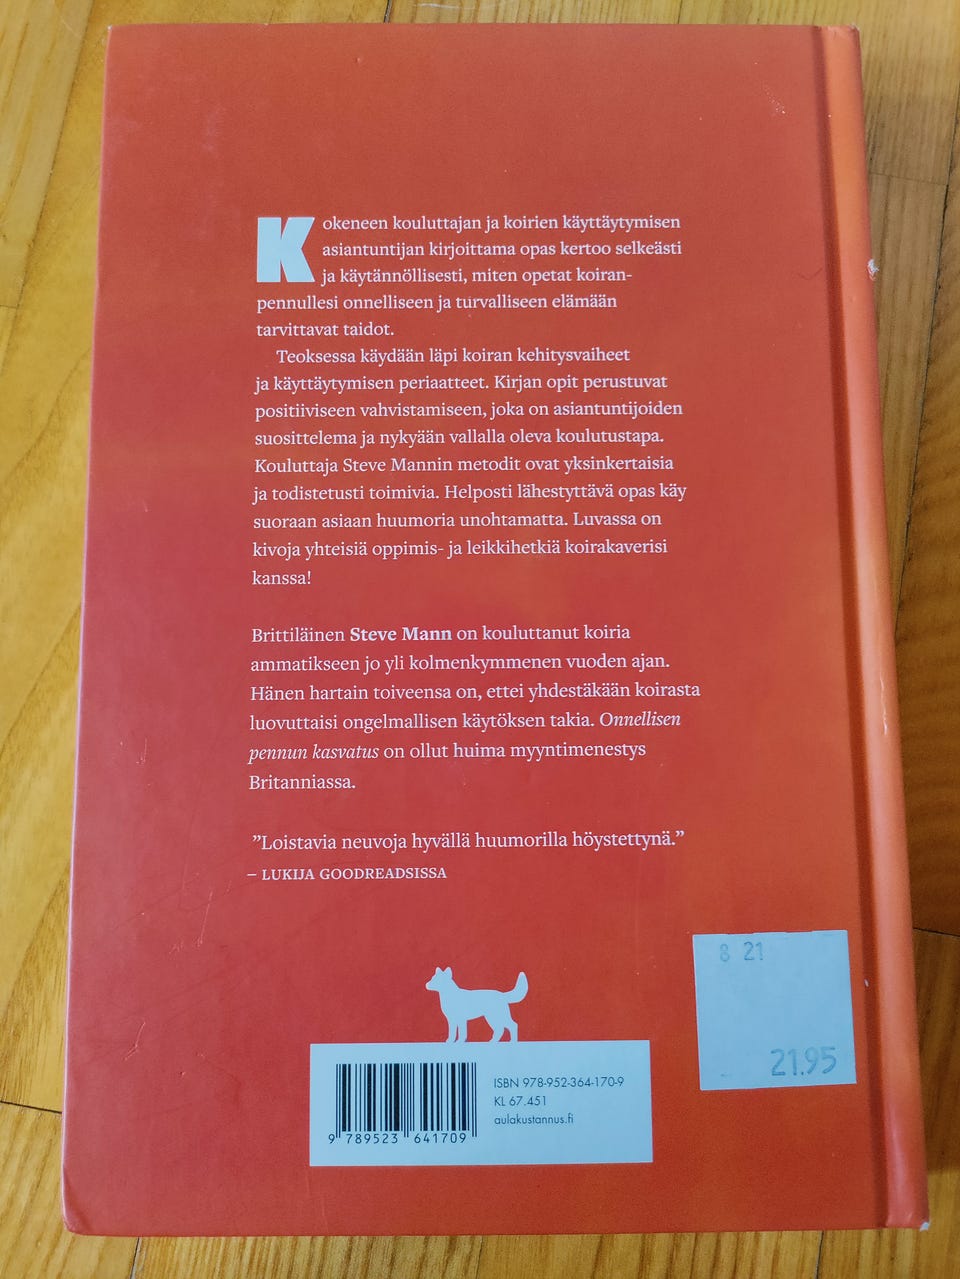 Kokeneen kouluttajan ja koirien käyttäytymisen
asiantuntijan kirjoittama opas kertoo selkeästi
ja käytännöllisesti, miten opetat koiran-
pennullesi onnelliseen ja turvalliseen elämään
tarvittavat taidot.
Teoksessa käydään läpi koiran kehitysvaiheet
ja käyttäytymisen periaatteet. Kirjan opit perustuvat
positiiviseen vahvistamiseen, joka on asiantuntijoiden
suosittelema ja nykyään vallalla oleva koulutustapa.
Kouluttaja Steve Mannin metodit ovat yksinkertaisia
ja todistetusti toimivia. Helposti lähestyttävä opas käy
suoraan asiaan huumoria unohtamatta. Luvassa on
kivoja yhteisiä oppimis- ja leikkihetkiä koirakaverisi
kanssa!
Brittiläinen Steve Mann on kouluttanut koiria
ammatikseen jo yli kolmenkymmenen vuoden ajan.
Hänen hartain toiveensa on, ettei yhdestäkään koirasta
luovuttaisi ongelmallisen käytöksen takia. Onnellisen
pennun kasvatus on ollut huima myyntimenestys
Britanniassa.
”Loistavia neuvoja hyvällä huumorilla höystettynä.”
– LUKIJA GOODREADSISSA
8 21
21.95
ISBN 978-952-364-170-9
KL 67.451
aulakustannus.fi
9 789523 641709